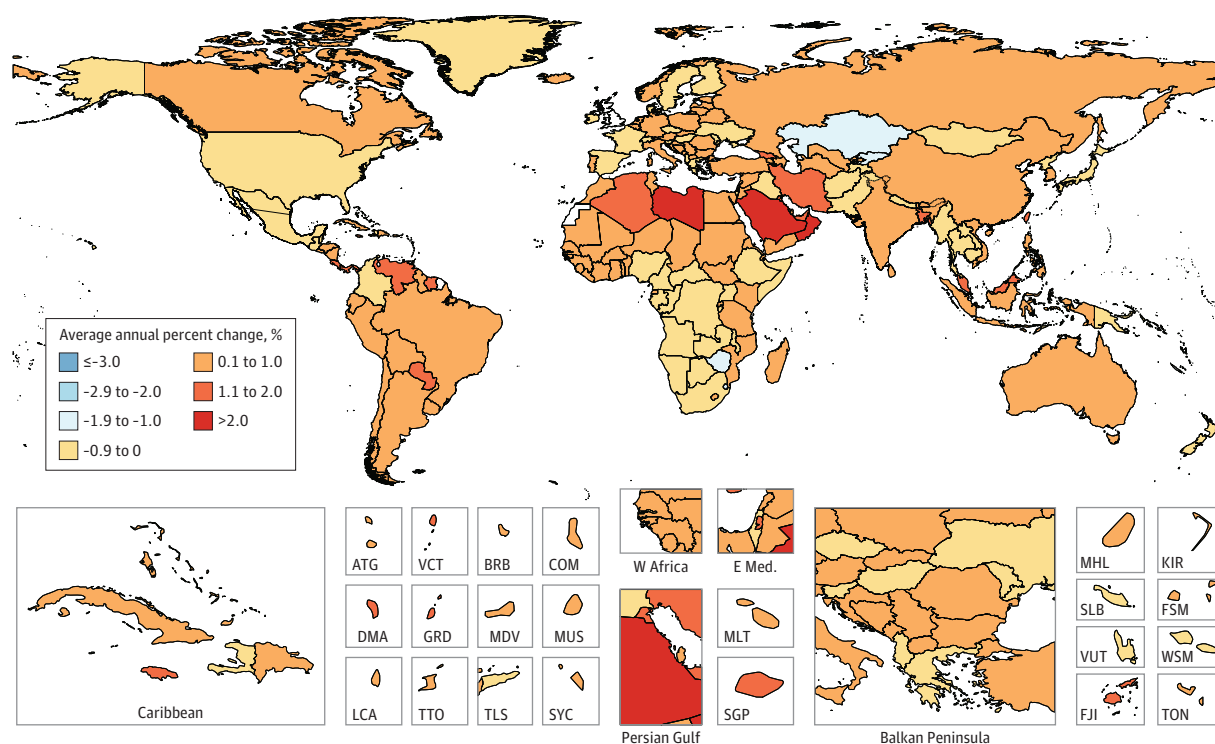 Average annual percent change, %
≤-3.0
0.1 to 1.0
-2.9 to -2.0
1.1 to 2.0
-1.9 to -1.0
>2.0
-0.9 to 0
Caribbean
ATG
VCT
BRB
COM
DMA
GRD
MDV
MUS
LCA
TTO
TLS
SYC
W Africa
E Med.
Persian Gulf
MLT
SGP
Balkan Peninsula
MHL
KIR
SLB
FSM
VUT
WSM
FJI
TON